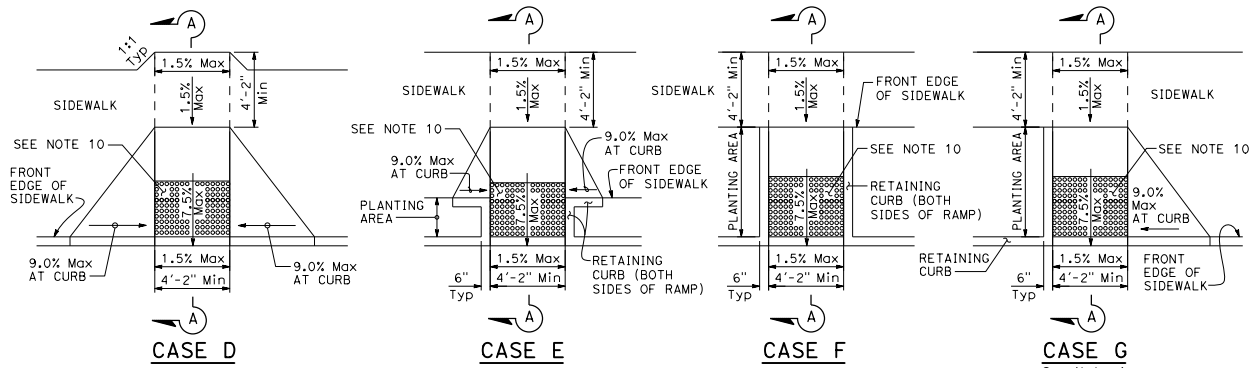 A
1:1
Typ
1.5% Max
1.5%
Max
4'-2"
Min
SIDEWALK
SEE NOTE 10
FRONT
EDGE OF
SIDEWALK
7.5%
Max
9.0% Max
AT CURB
9.0% Max
AT CURB
1.5% Max
4'-2" Min
A
CASE D
A
1.5% Max
1.5%
Max
4'-2"
Min
SIDEWALK
SEE NOTE 10
9.0% Max
AT CURB
9.0% Max
AT CURB
FRONT EDGE
OF SIDEWALK
PLANTING
AREA
7.5%
Max
RETAINING
CURB (BOTH
SIDES OF RAMP)
6"
Typ
1.5% Max
4'-2" Min
A
CASE E
A
1.5% Max
1.5%
Max
4'-2" Min
SIDEWALK
FRONT EDGE
OF SIDEWALK
SEE NOTE 10
PLANTING AREA
7.5%
Max
RETAINING
CURB (BOTH
SIDES OF RAMP)
6"
Typ
1.5% Max
4'-2" Min
A
CASE F
A
1.5% Max
1.5%
Max
4'-2" Min
SIDEWALK
SEE NOTE 10
PLANTING AREA
7.5%
Max
9.0%
Max
AT CURB
RETAINING
CURB
6"
Typ
1.5% Max
4'-2" Min
FRONT
EDGE OF
SIDEWALK
A
CASE G